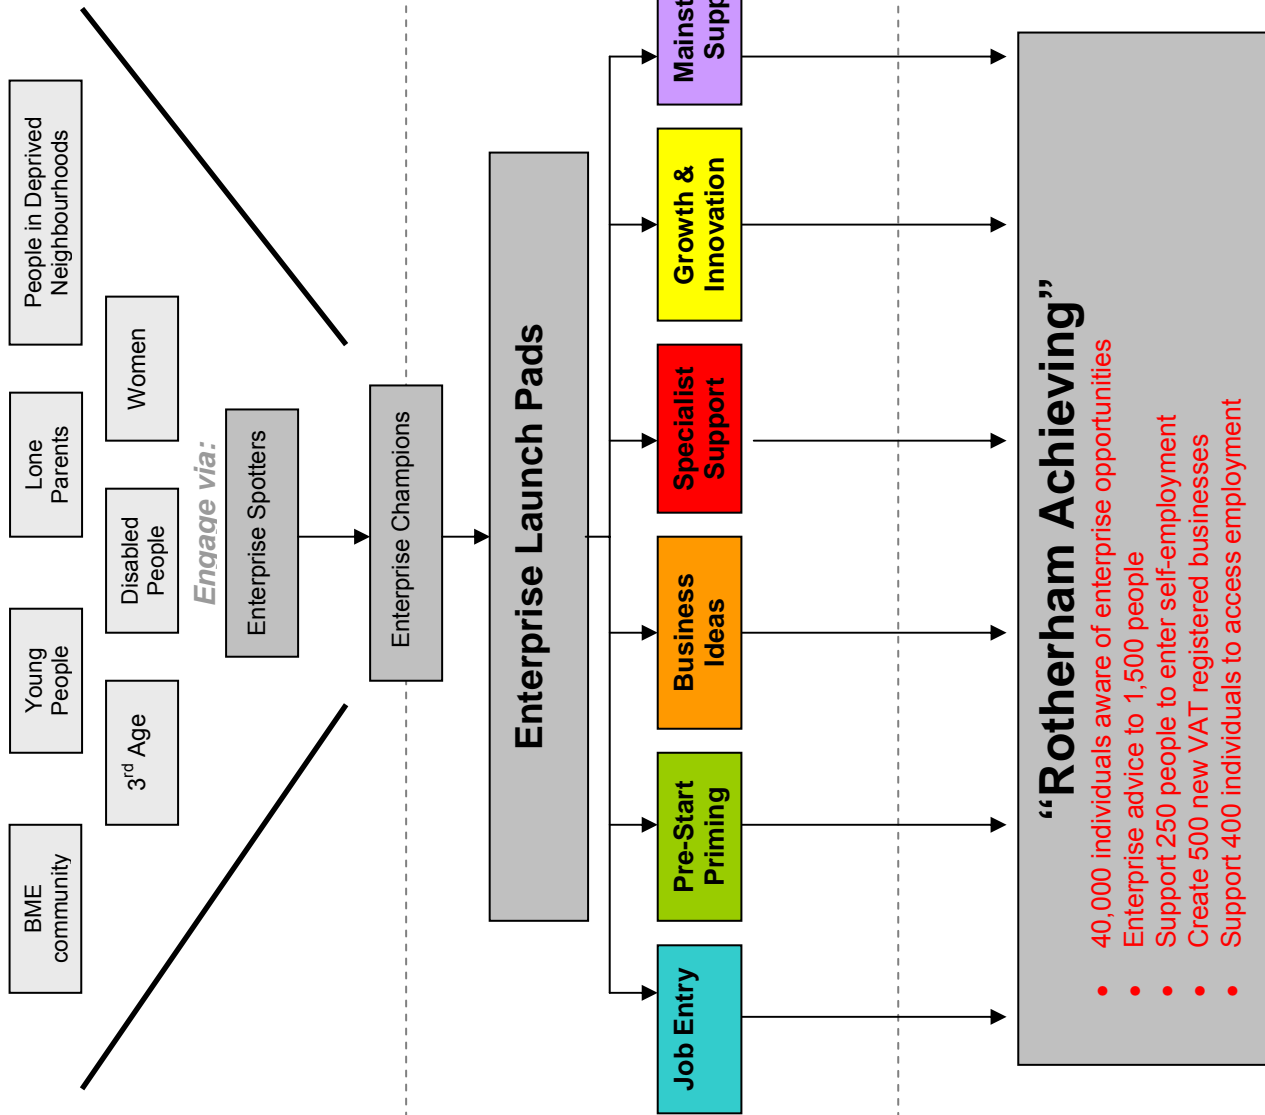 BME
community
Young
People
Lone
Parents
People in Deprived
Neighbourhoods
3rd Age
Disabled
People
Women
Engage via:
Enterprise Spotters
Enterprise Champions
Enterprise Launch Pads
Job Entry
Pre-Start
Priming
Business
Ideas
Specialist
Support
Growth &
Innovation
Mainst
Supp
“Rotherham Achieving”
• 40,000 individuals aware of enterprise opportunities
• Enterprise advice to 1,500 people
• Support 250 people to enter self-employment
• Create 500 new VAT registered businesses
• Support 400 individuals to access employment